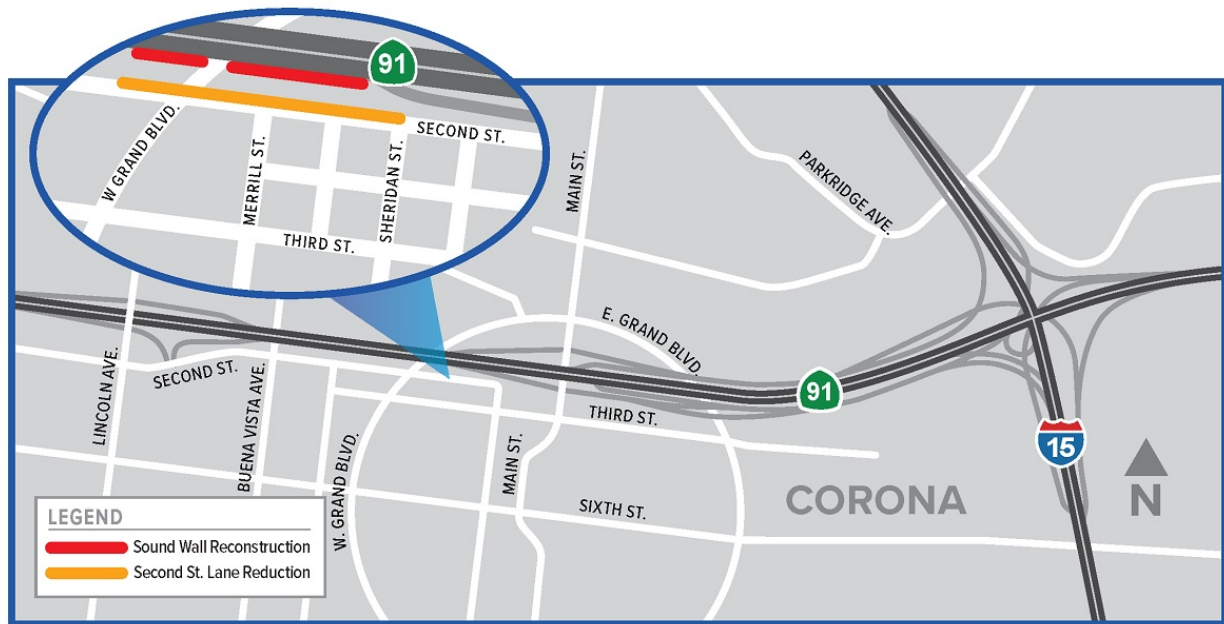 91
W GRAND BLVD.
SECOND ST.
MERRILL ST.
SHERIDAN ST.
THIRD ST.
MAIN ST.
PARKRIDGE AVE.
E. GRAND BLVD.
LINCOLN AVE.
SECOND ST.
BUENA VISTA AVE.
W. GRAND BLVD.
MAIN ST.
THIRD ST.
91
15
SIXTH ST.
CORONA
N
LEGEND
Sound Wall Reconstruction
Second St. Lane Reduction